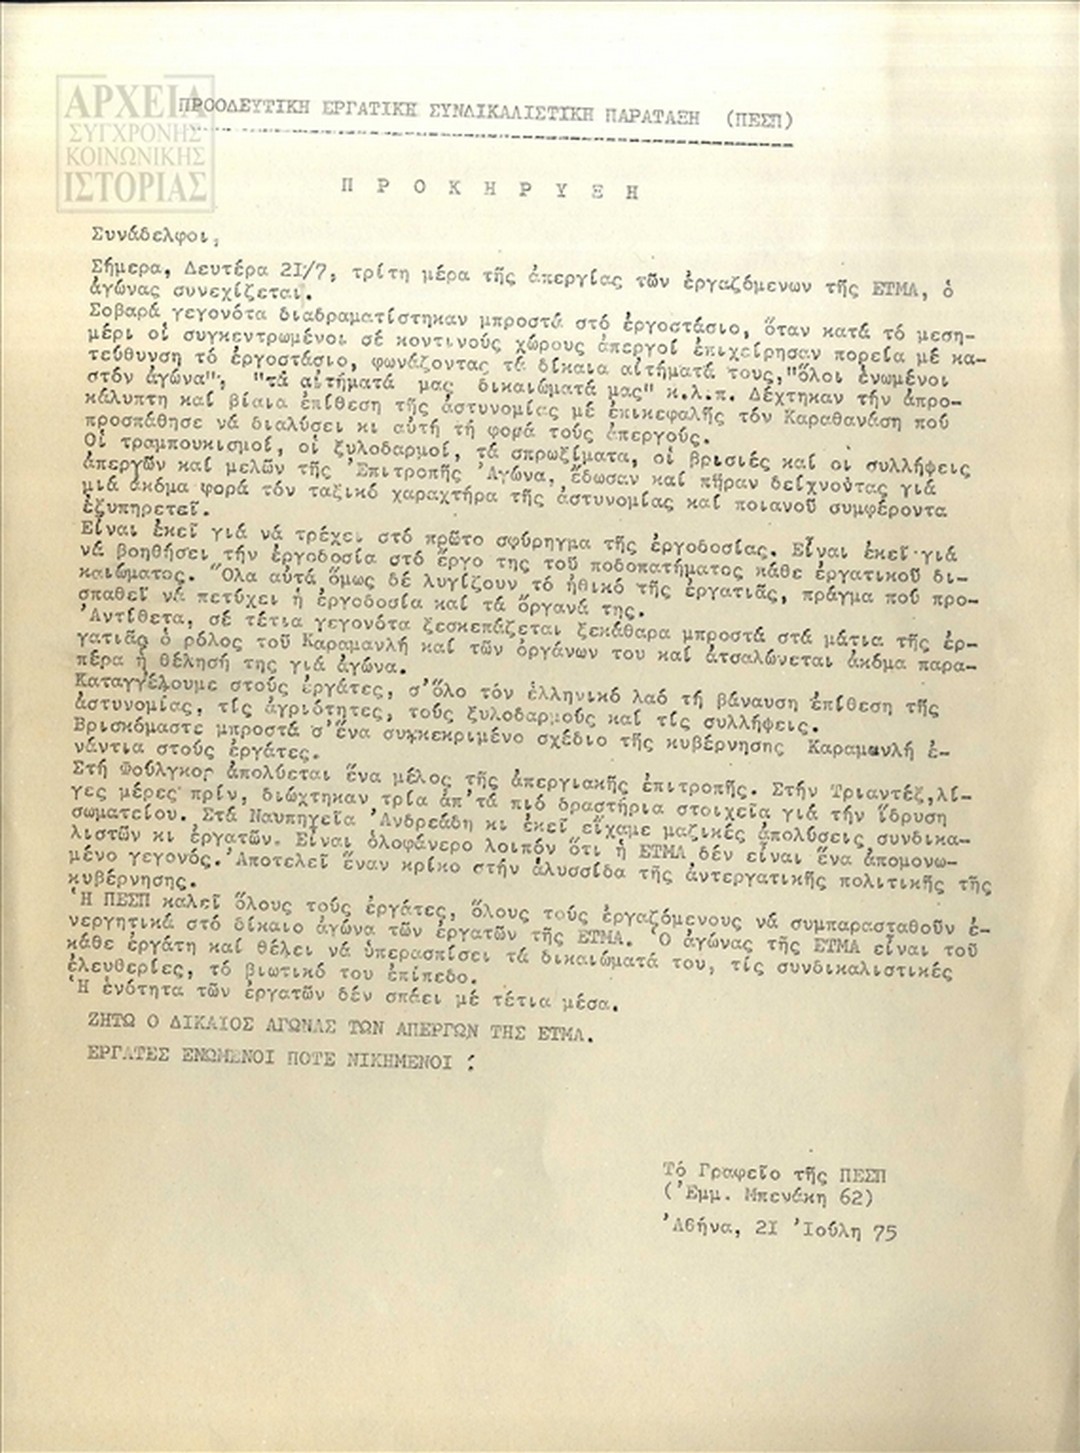 ΑΡΧΕΙΑ
ΣΥΓΧΡΟΝΗΣ
ΚΟΙΝΩΝΙΚΗΣ
ΙΣΤΟΡΙΑΣ
ΠΡΟΟΔΕΥΤΙΚΗ ΕΡΓΑΤΙΚΗ ΣΥΝΔΙΚΑΛΙΣΤΙΚΗ ΠΑΡΑΤΑΞΗ (ΠΕΣΠ)
Π Ρ Ο Κ Η Ρ Υ Ξ Η
Συνάδελφοι,
Σήμερα, Δευτέρα 21/7, τρίτη μέρα τῆς ἀπεργίας τῶν ἐργαζόμενων τῆς ΕΤΜΑ, ὁ
ἀγώνας συνεχίζεται.
Σοβαρά γεγονότα διαδραματίστηκαν μπροστά στό ἐργοστάσιο, ὅταν κατά τό μεση-
μέρι οἱ συγκεντρωμένοι σέ κοντινούς χώρους ἀπεργοί ἐπιχείρησαν πορεία μέ κα-
τεύθυνση τό ἐργοστάσιο, φωνάζοντας τά δίκαια αἰτήματά τους,"ὅλοι ἑνωμένοι
στόν ἀγώνα", "τά αἰτήματά μας δικαιώματά μας" κ.λ.π. Δέχτηκαν τήν ἀπρο-
κάλυπτη καί βίαια ἐπίθεση τῆς ἀστυνομίας μέ ἐπικεφαλῆς τόν Καραθανάση πού
προσπάθησε νά διαλύσει κι αὐτή τή φορά τούς ἀπεργούς.
Οἱ τραμπουκισμοί, οἱ ξυλοδαρμοί, τά σπρωξίματα, οἱ βρισιές καί οι συλλήψεις
ἀπεργῶν καί μελῶν τῆς Ἐπιτροπῆς Ἀγώνα, ἔδωσαν καί πῆραν δείχνοντας γιά
μιά ἀκόμα φορά τόν ταξικό χαραχτήρα τῆς ἀστυνομίας καί ποιανοῦ συμφέροντα
ἐξυπηρετεῖ.
Εἶναι ἐκεῖ γιά νά τρέχει στό πρῶτο σφύρηγμα τῆς ἐργοδοσίας. Εἶναι ἐκεῖ γιά
νά βοηθήσει τήν ἐργοδοσία στό ἔργο της τοῦ ποδοπατήματος κάθε ἐργατικοῦ δι-
καιώματος. Ὅλα αὐτά ὅμως δέ λυγίζουν τό ἠθικό τῆς ἐργατιᾶς, πράγμα πού προ-
σπαθεῖ νά πετύχει ἡ ἐργοδοσία καί τά ὄργανά της.
Ἀντίθετα, σέ τέτια γεγονότα ξεσκεπάζεται ξεκάθαρα μπροστά στά μάτια τῆς ἐρ-
γατιᾶς ὁ ρόλος τοῦ Καραμανλή καί τῶν ὀργάνων του καί ἀτσαλώνεται ἀκόμα παρα-
πέρα ἡ θέλησή της γιά ἀγώνα.
Καταγγέλουμε στούς ἐργάτες, σ'ὅλο τόν ἑλληνικό λαό τή βάναυση ἐπίθεση τῆς
ἀστυνομίας, τίς ἀγριότητες, τούς ξυλοδαρμούς καί τίς συλλήψεις.
Βρισκόμαστε μπροστά σ'ἕνα συγκεκριμένο σχέδιο τῆς κυβέρνησης Καραμανλή ἐ-
νάντια στούς ἐργάτες.
Στή Φούλγκορ ἀπολύεται ἕνα μέλος τῆς ἀπεργιακῆς ἐπιτροπῆς. Στήν Τριαντέξ,λί-
γες μέρες πρίν, διώχτηκαν τρία ἀπ'τά πιό δραστήρια στοιχεῖα γιά τήν ἵδρυση
σωματείου. Στά Ναυπηγεῖα Ἀνδρεάδη κι ἐκεῖ εἴχαμε μαζικές ἀπολύσεις συνδικα-
λιστῶν κι ἐργατῶν. Εἶναι ὁλοφάνερο λοιπόν ὅτι ἡ ΕΤΜΑ δέν εἶναι ἕνα ἀπομονω-
μένο γεγονός. Ἀποτελεῖ ἕναν κρίκο στήν ἁλυσσίδα τῆς ἀντεργατικῆς πολιτικῆς τῆς
κυβέρνησης.
Ἡ ΠΕΣΠ καλεῖ ὅλους τούς ἐργάτες, ὅλους τούς ἐργαζόμενους νά συμπαρασταθοῦν ἐ-
νεργητικά στό δίκαιο ἀγώνα τῶν ἐργατῶν τῆς ΕΤΜΑ. Ὁ ἀγώνας τῆς ΕΤΜΑ εἶναι τοῦ
κάθε ἐργάτη καί θέλει νά ὑπερασπίσει τά δικαιώματά του, τίς συνδικαλιστικές
ἐλευθερίες, τό βιωτικό του ἐπίπεδο.
Ἡ ἑνότητα τῶν ἐργατῶν δέν σπάει μέ τέτια μέσα.
ΖΗΤΩ Ο ΔΙΚΑΙΟΣ ΑΓΩΝΑΣ ΤΩΝ ΑΠΕΡΓΩΝ ΤΗΣ ΕΤΜΑ.
ΕΡΓΑΤΕΣ ΕΝΩΜΕΝΟΙ ΠΟΤΕ ΝΙΚΗΜΕΝΟΙ !
Τό Γραφεῖο τῆς ΠΕΣΠ
(Ἐμμ. Μπενάκη 62)
Ἀθήνα, 21 Ἰούλη 75